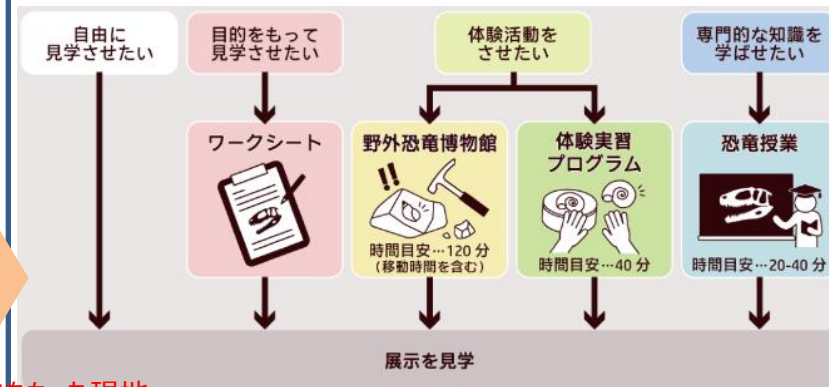 自由に
見学させたい
目的をもって
見学させたい
体験活動を
させたい
専門的な知識を
学ばせたい
ワークシート
野外恐竜博物館
時間目安…120分
(移動時間を含む)
体験実習
プログラム
時間目安…40分
恐竜授業
時間目安…20-40分
展示を見学